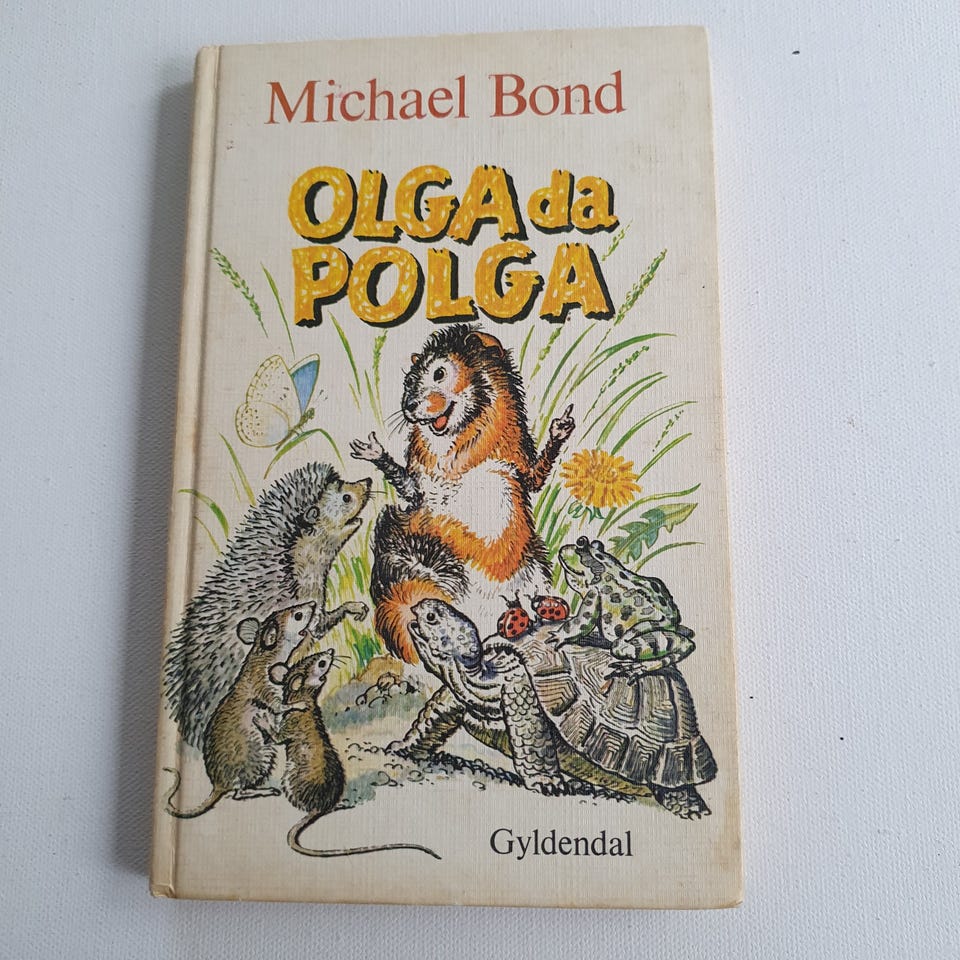 Michael Bond
OLGA da
POLGA
Gyldendal